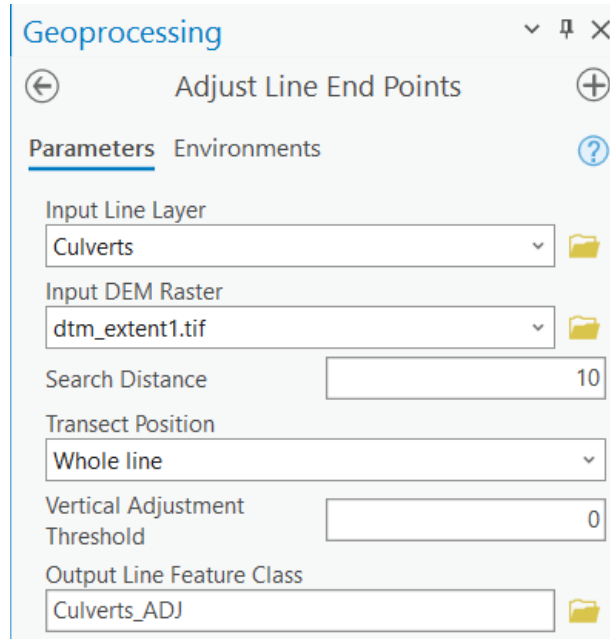 Geoprocessing
Adjust Line End Points
Parameters Environments
?
Input Line Layer
Culverts
Input DEM Raster
dtm_extent1.tif
Search Distance 10
Transect Position
Whole line
Vertical Adjustment
Threshold 0
Output Line Feature Class
Culverts_ADJ